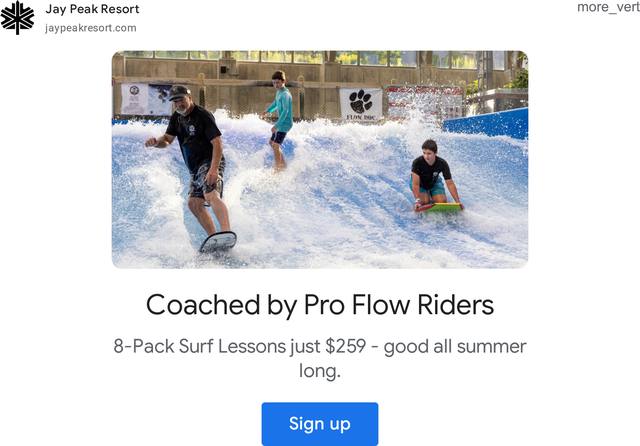 Jay Peak Resort
more_vert
jaypeakresort.com
FLOW DOG
Coached by Pro Flow Riders
8-Pack Surf Lessons just $259 - good all summer
long.
Sign up